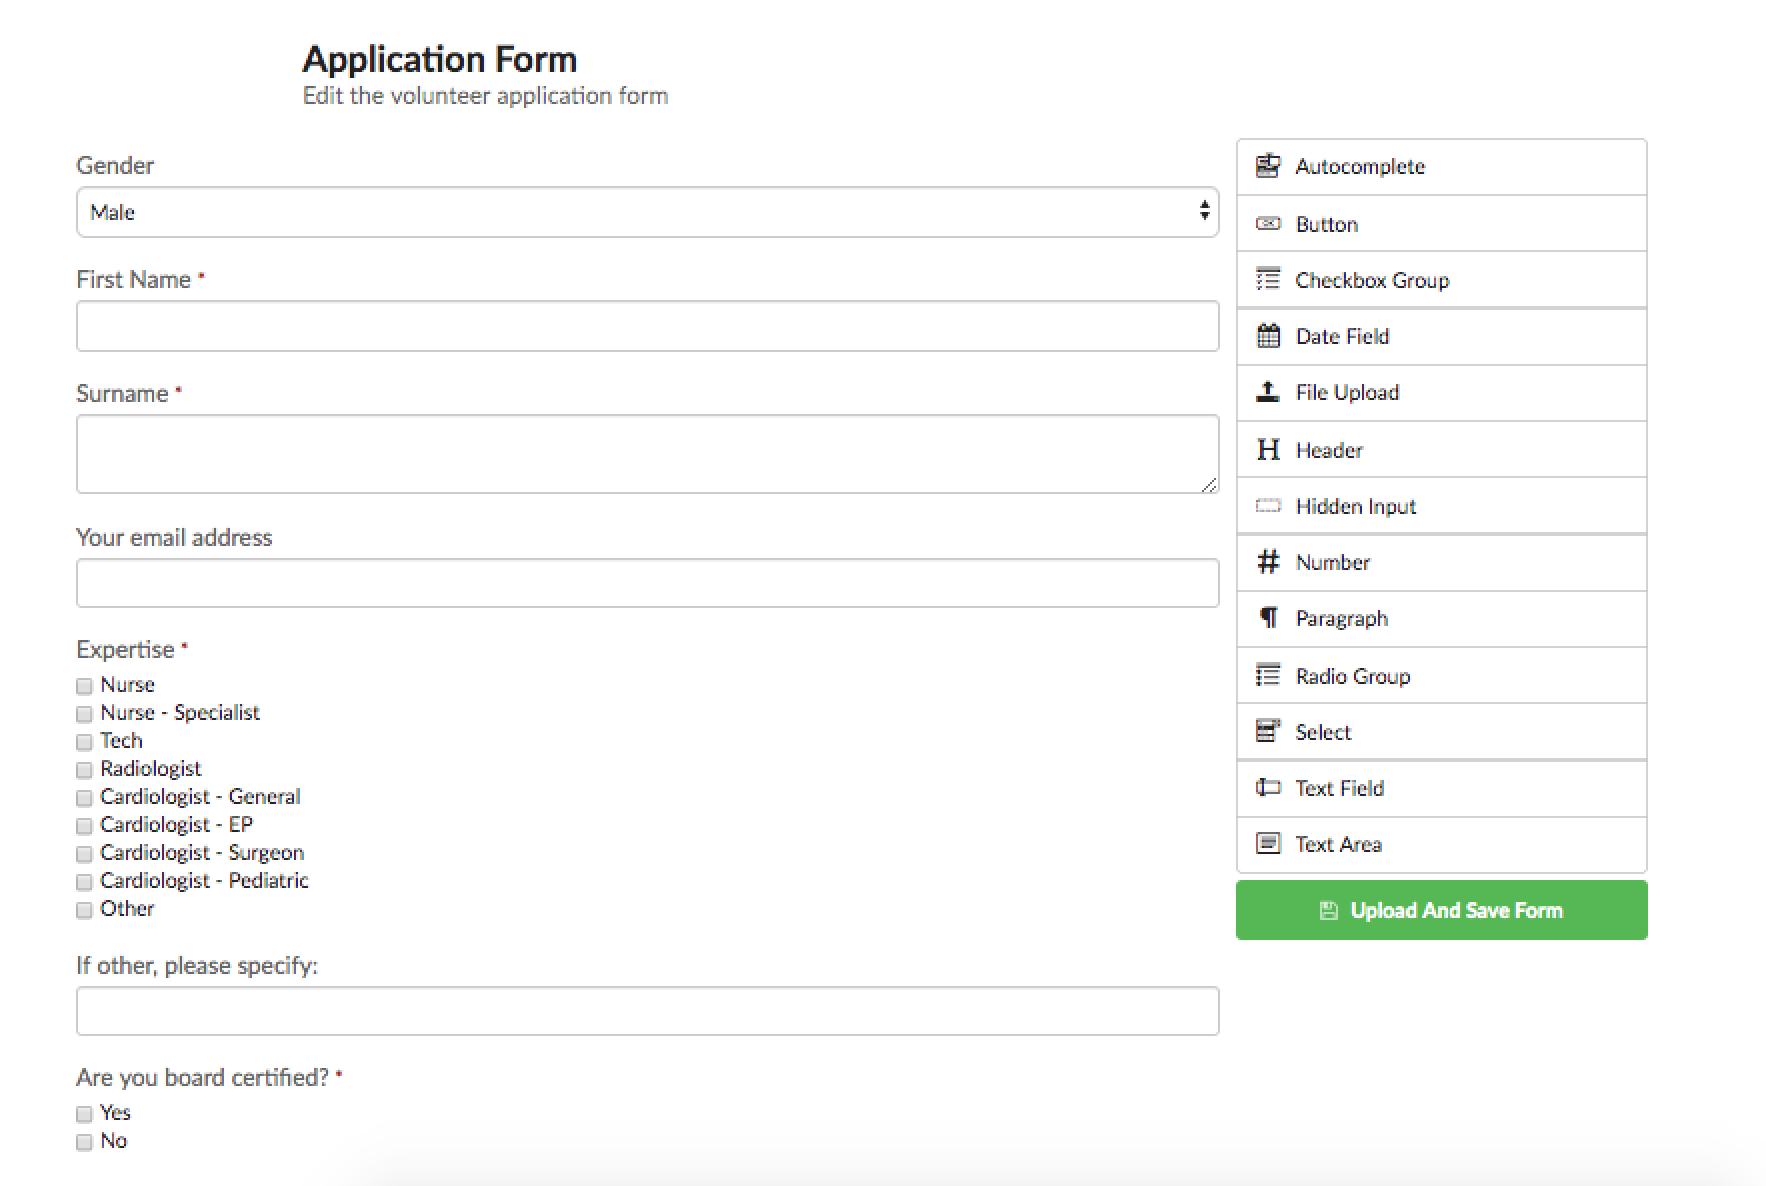 Application Form
Edit the volunteer application form
Gender
Male
First Name *
Surname *
Your email address
Expertise *
Nurse
Nurse - Specialist
Tech
Radiologist
Cardiologist - General
Cardiologist - EP
Cardiologist - Surgeon
Cardiologist - Pediatric
Other
If other, please specify:
Are you board certified? *
Yes
No
Autocomplete
Button
Checkbox Group
Date Field
File Upload
H Header
Hidden Input
# Number
¶ Paragraph
Radio Group
Select
Text Field
Text Area
Upload And Save Form